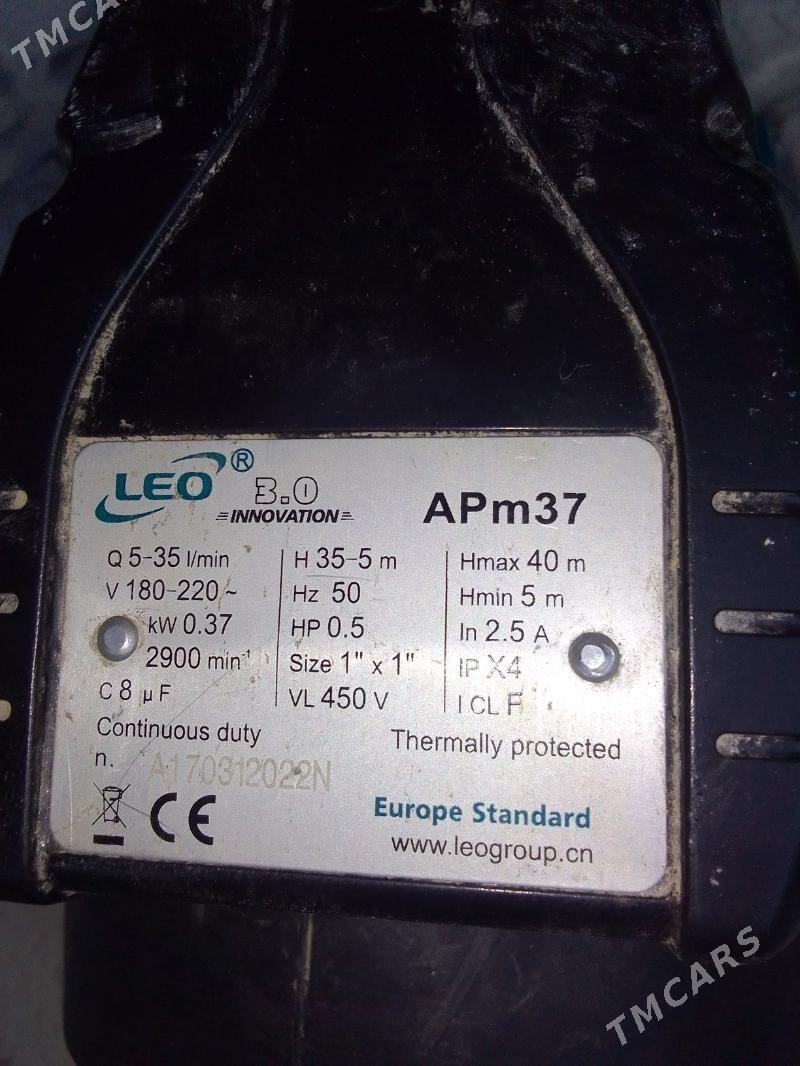 TMCARS
LEO® 3.0
INNOVATION
APm37
Q 5-35 l/min
H 35-5 m
Hmax 40 m
V 180-220 ~
Hz 50
Hmin 5 m
kW 0.37
HP 0.5
In 2.5 A
2900 min⁻¹
Size 1" x 1"
IP X4
C 8 µF
VL 450 V
I CL F
Continuous duty
Thermally protected
n. A170312022N
CE
Europe Standard
www.leogroup.cn
TMCARS